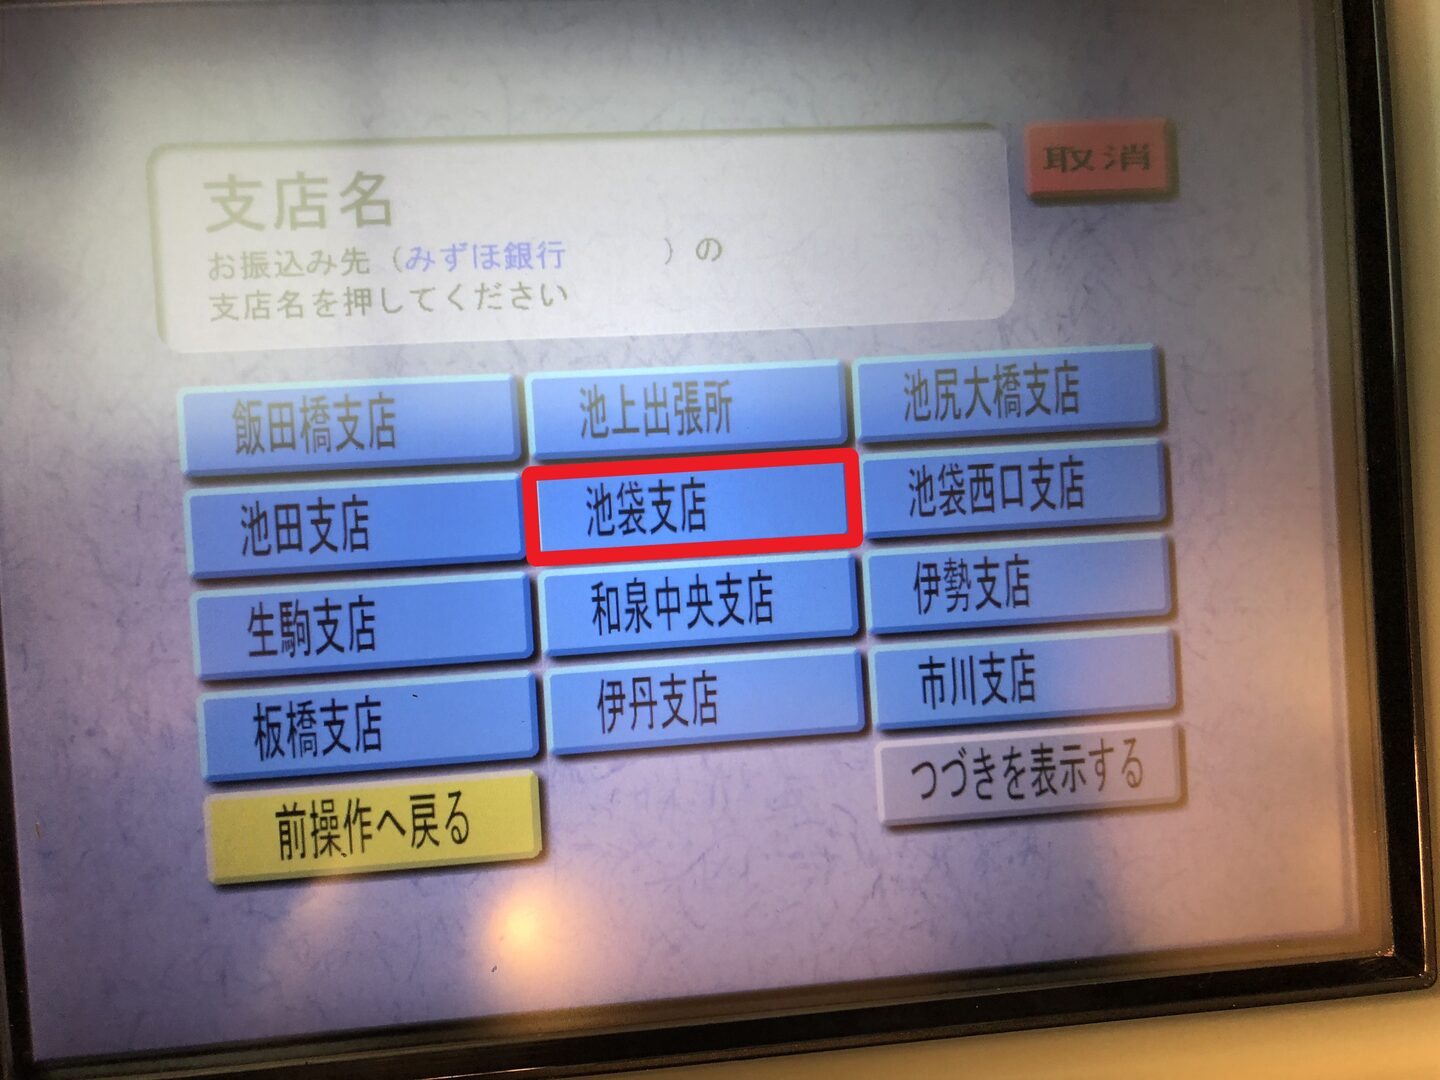 支店名
取消
お振込み先（みずほ銀行　　　）の
支店名を押してください
飯田橋支店
池上出張所
池尻大橋支店
池田支店
池袋支店
池袋西口支店
生駒支店
和泉中央支店
伊勢支店
板橋支店
伊丹支店
市川支店
前操作へ戻る
つづきを表示する